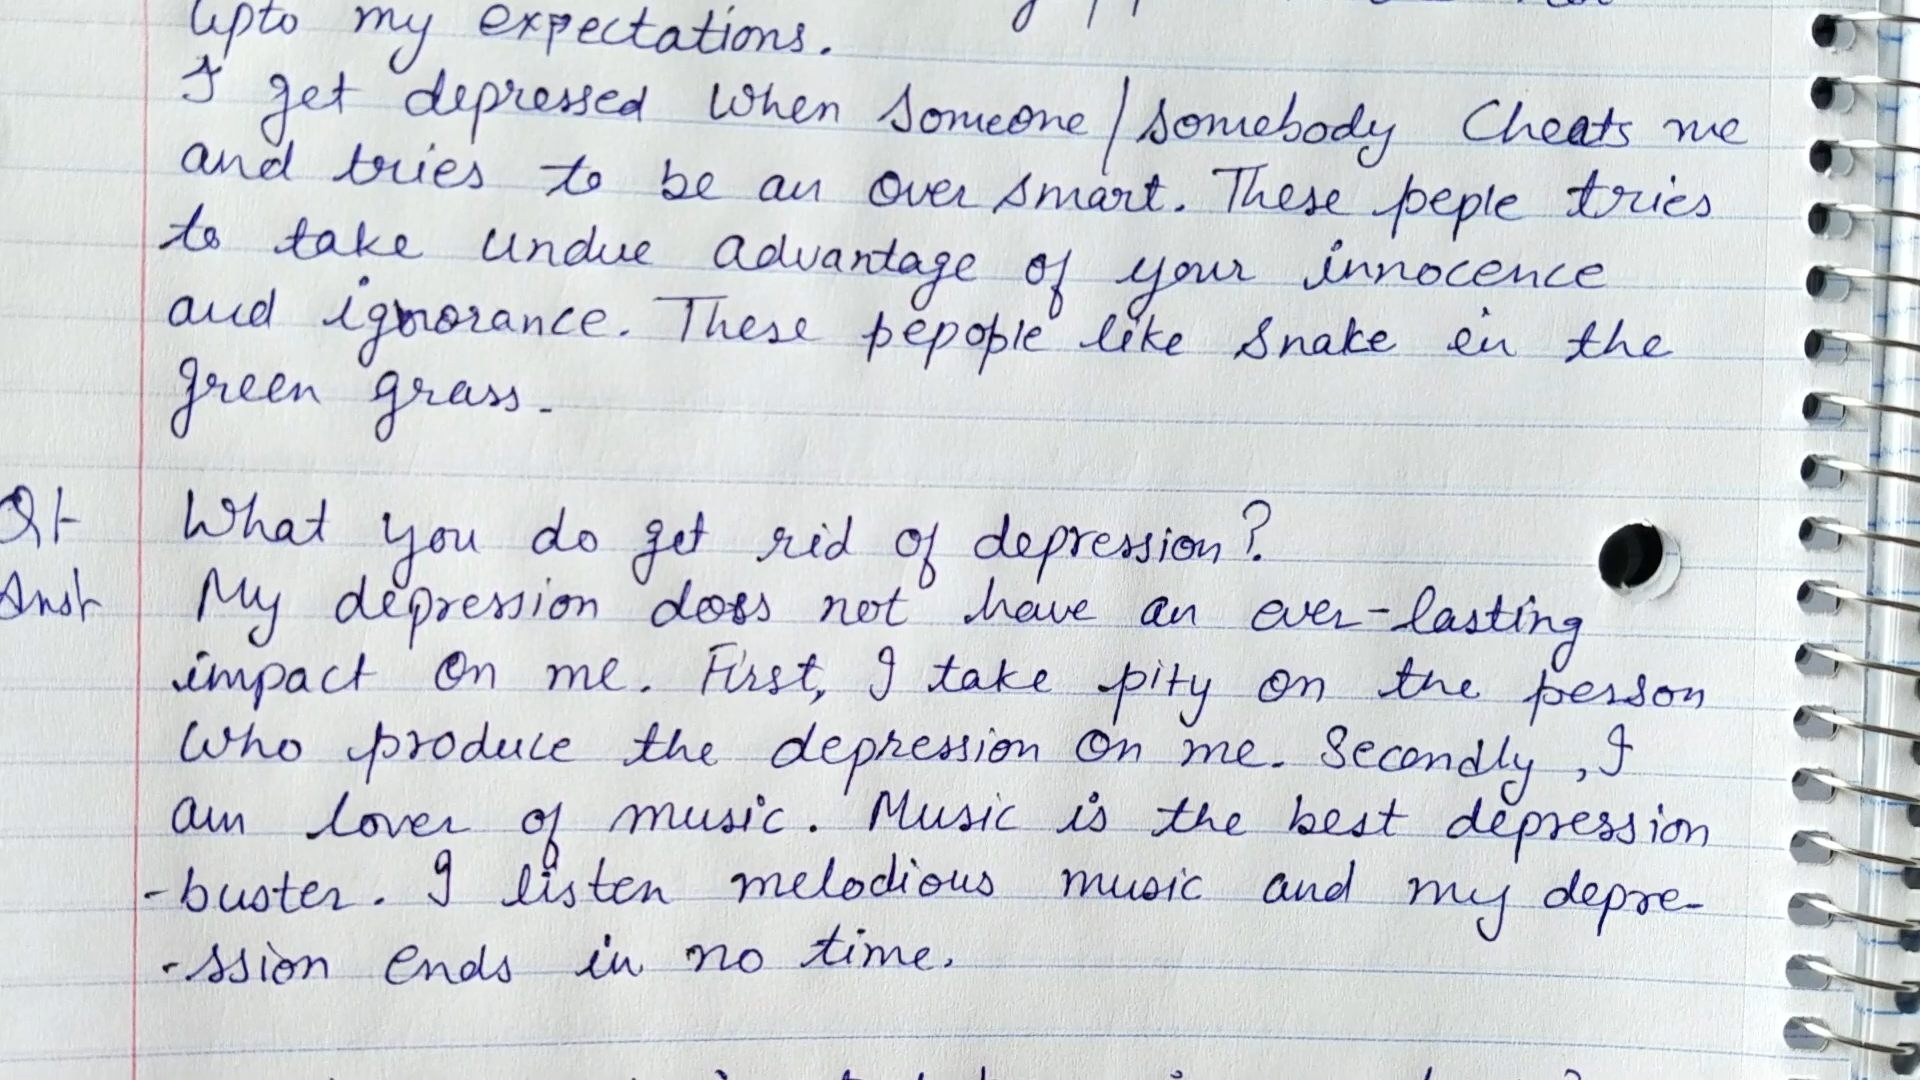 Upto my expectations.
I get depressed when someone/somebody cheats me
and tries to be an over smart. These peple tries
to take undue advantage of your innocence
and ignorance. These pepople like snake in the
green grass.
Q:- What you do get rid of depression?
Ans:- My depression does not have an ever-lasting
impact on me. First, I take pity on the person
who produce the depression on me. Secondly, I
am lover of music. Music is the best depression
-buster. I listen melodious music and my depre-
-ssion ends in no time.